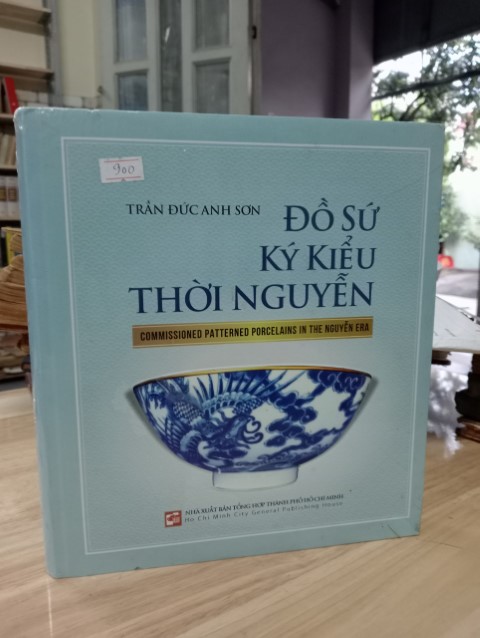 900
TRẦN ĐỨC ANH SƠN
ĐỒ SỨ
KÝ KIỂU
THỜI NGUYỄN
COMMISSIONED PATTERNED PORCELAINS IN THE NGUYỄN ERA
NHÀ XUẤT BẢN TỔNG HỢP THÀNH PHỐ HỒ CHÍ MINH
Ho Chi Minh City General Publishing House